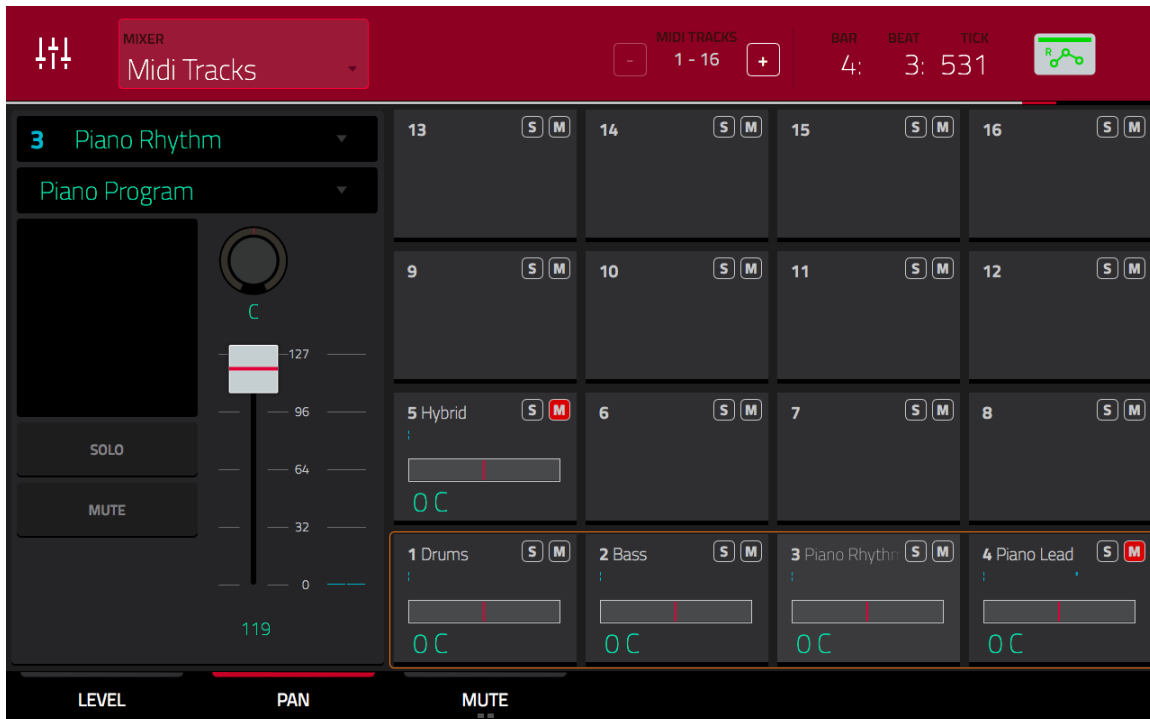 MIXER
Midi Tracks
MIDI TRACKS
- 1 - 16 +
BAR BEAT TICK
4: 3: 531
R
3 Piano Rhythm
Piano Program
C
127
96
64
32
0
119
SOLO
MUTE
13 S M
14 S M
15 S M
16 S M
9 S M
10 S M
11 S M
12 S M
5 Hybrid S M
0 C
6 S M
7 S M
8 S M
1 Drums S M
0 C
2 Bass S M
0 C
3 Piano Rhythm S M
0 C
4 Piano Lead S M
0 C
LEVEL PAN MUTE